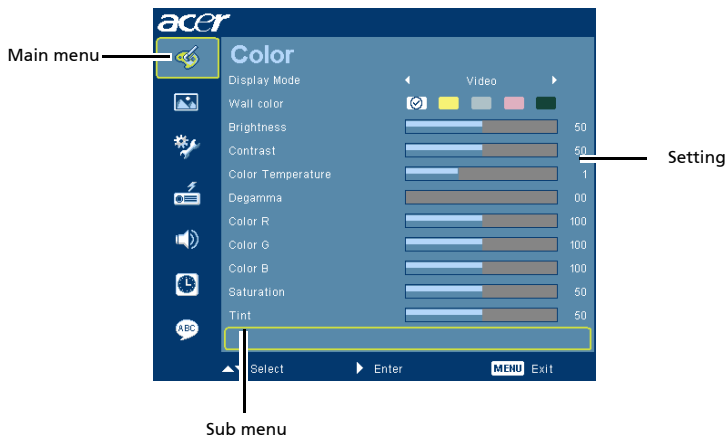 acer
Main menu
Color
Display Mode Video
Wall color
Brightness 50
Contrast 50
Setting
Color Temperature 1
Degamma 00
Color R 100
Color G 100
Color B 100
Saturation 50
Tint 50
ABC
Select Enter MENU Exit
Sub menu